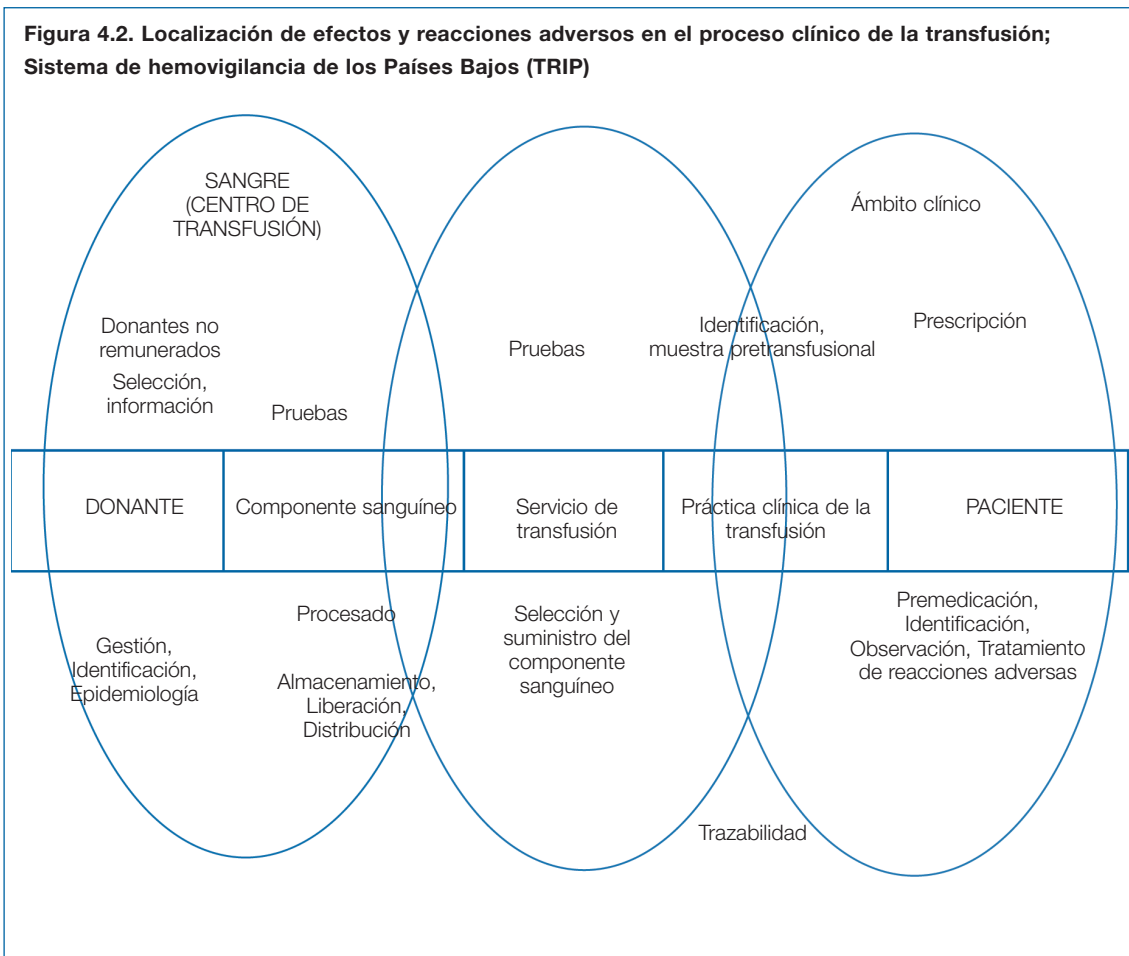 Figura 4.2. Localización de efectos y reacciones adversos en el proceso clínico de la transfusión;
Sistema de hemovigilancia de los Países Bajos (TRIP)
SANGRE
(CENTRO DE
TRANSFUSIÓN)
Ámbito clínico
Donantes no
remunerados
Selección,
información
Pruebas
Pruebas
Identificación,
muestra pretransfusional
Prescripción
DONANTE
Componente sanguíneo
Servicio de
transfusión
Práctica clínica de la
transfusión
PACIENTE
Gestión,
Identificación,
Epidemiología
Procesado
Almacenamiento,
Liberación,
Distribución
Selección y
suministro del
componente
sanguíneo
Premedicación,
Identificación,
Observación, Tratamiento
de reacciones adversas
Trazabilidad